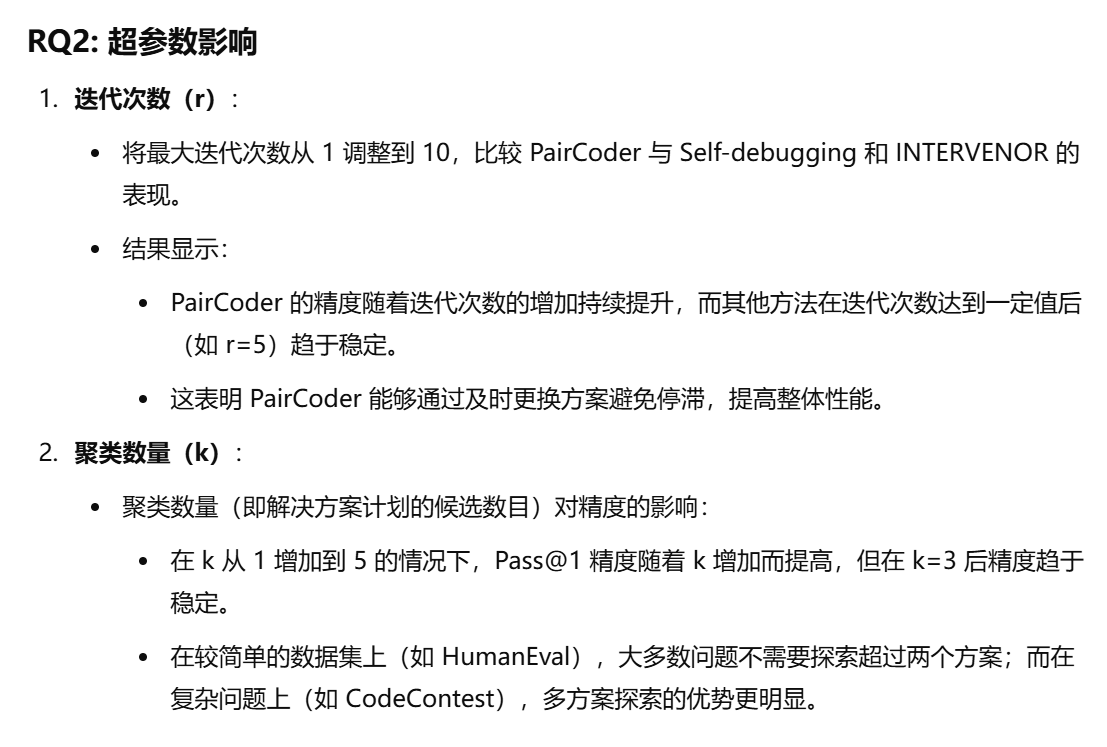 RQ2: 超参数影响
1. 迭代次数（r）:
• 将最大迭代次数从 1 调整到 10，比较 PairCoder 与 Self-debugging 和 INTERVENOR 的
表现。
• 结果显示：
• PairCoder 的精度随着迭代次数的增加持续提升，而其他方法在迭代次数达到一定值后
（如 r=5）趋于稳定。
• 这表明 PairCoder 能够通过及时更换方案避免停滞，提高整体性能。
2. 聚类数量（k）:
• 聚类数量（即解决方案计划的候选数目）对精度的影响：
• 在 k 从 1 增加到 5 的情况下，Pass@1 精度随着 k 增加而提高，但在 k=3 后精度趋于
稳定。
• 在较简单的数据集上（如 HumanEval），大多数问题不需要探索超过两个方案；而在
复杂问题上（如 CodeContest），多方案探索的优势更明显。